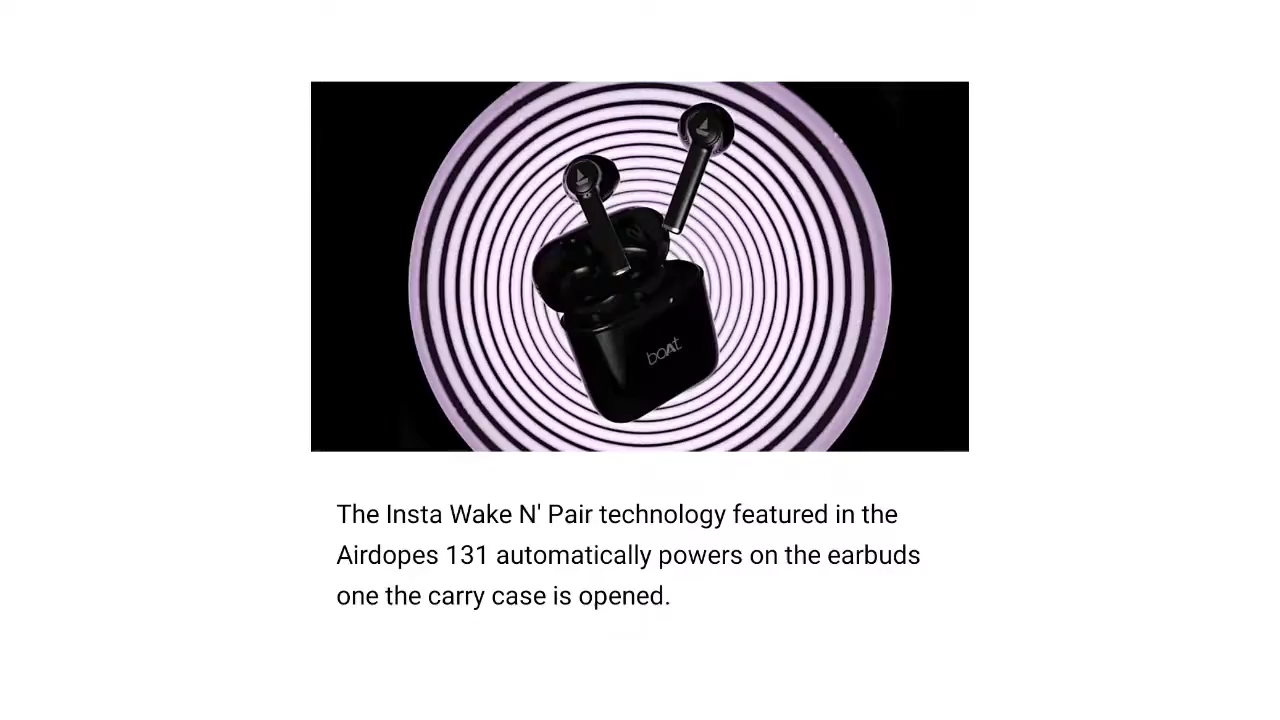 boAt
The Insta Wake N' Pair technology featured in the
Airdopes 131 automatically powers on the earbuds
one the carry case is opened.